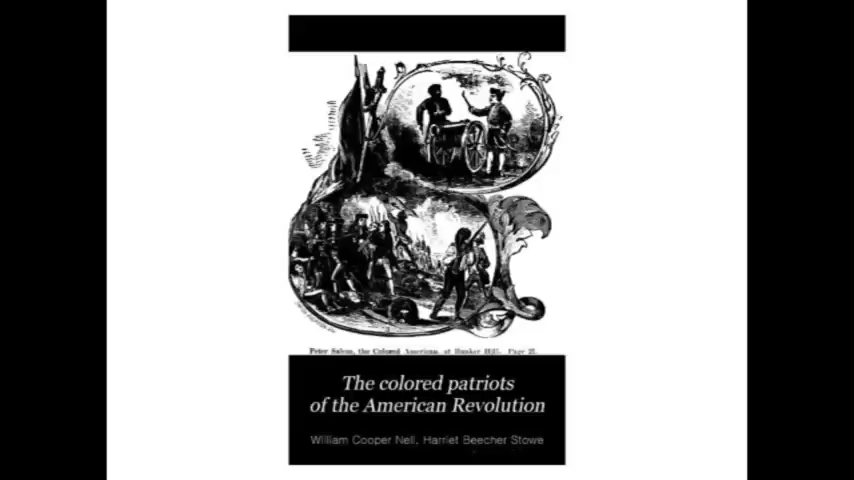 Peter Salem, the Colored American, at Bunker Hill. Page 21.
The colored patriots
of the American Revolution
William Cooper Nell, Harriet Beecher Stowe